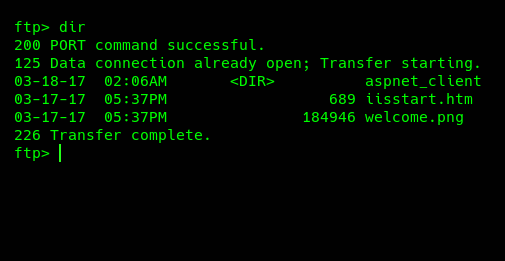 ftp> dir
200 PORT command successful.
125 Data connection already open; Transfer starting.
03-18-17  02:06AM       <DIR>          aspnet_client
03-17-17  05:37PM                  689 iisstart.htm
03-17-17  05:37PM               184946 welcome.png
226 Transfer complete.
ftp>